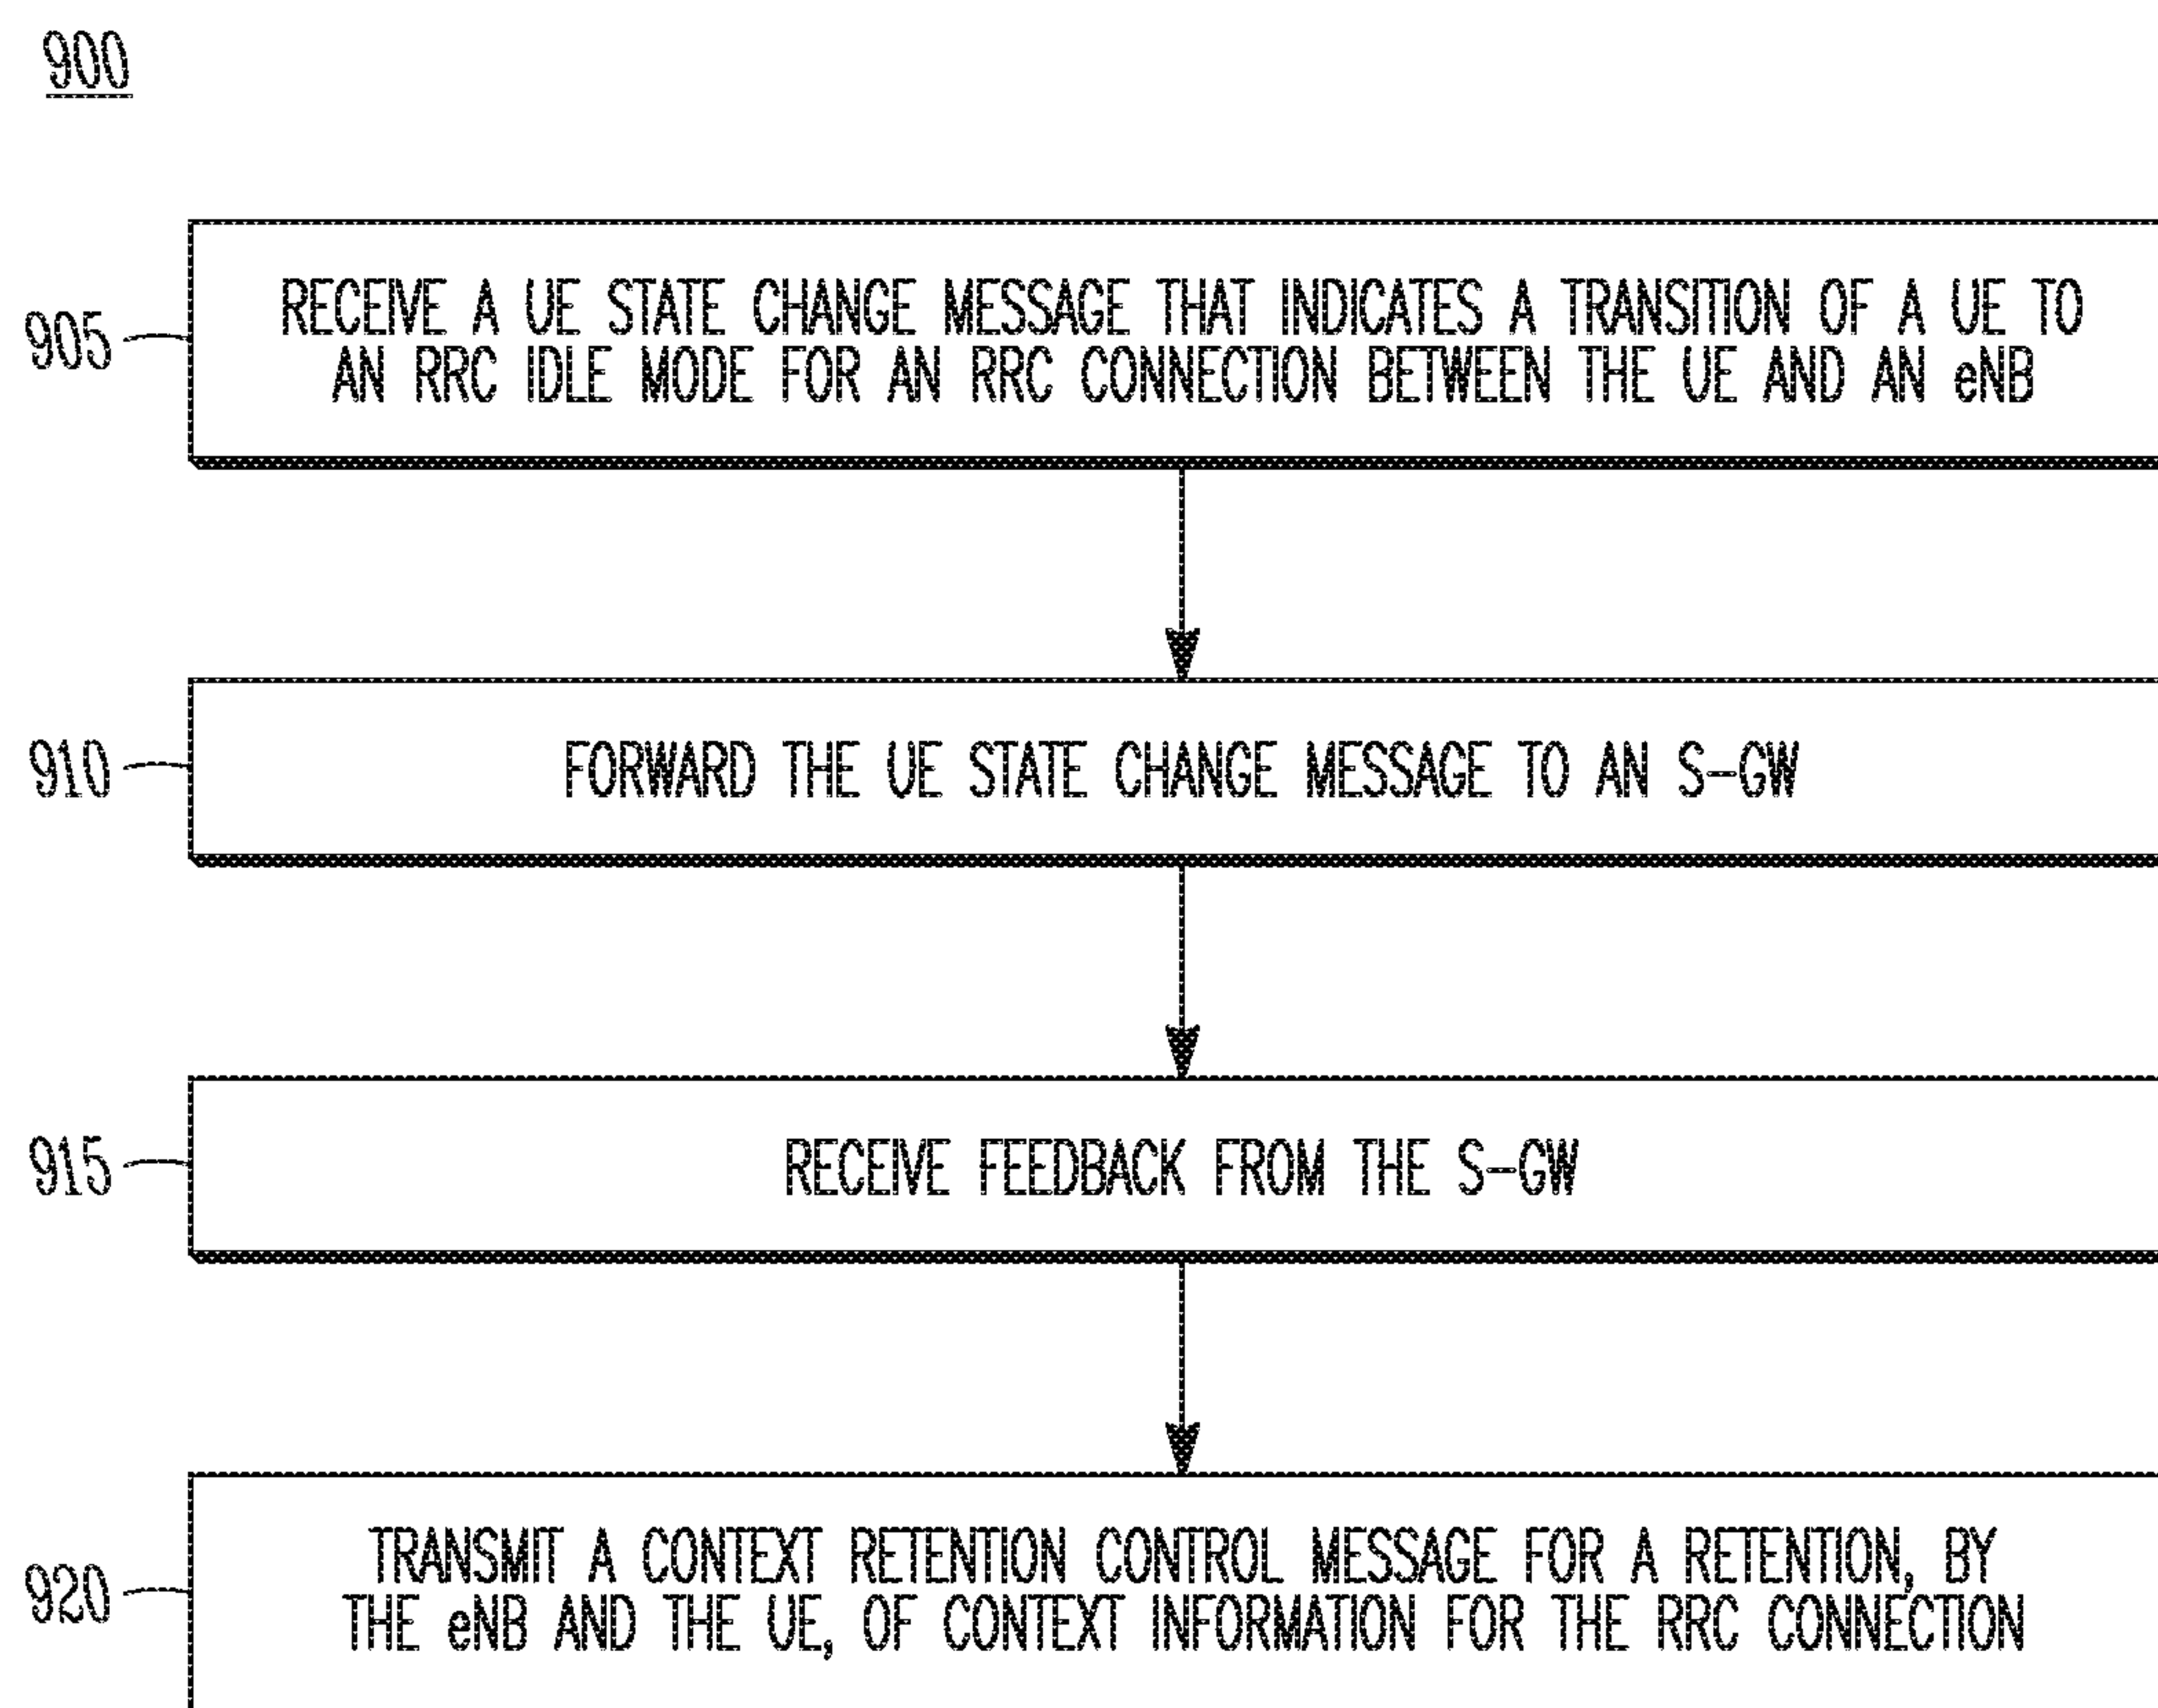 900
905
RECEIVE A UE STATE CHANGE MESSAGE THAT INDICATES A TRANSITION OF A UE TO
AN RRC IDLE MODE FOR AN RRC CONNECTION BETWEEN THE UE AND AN eNB
910
FORWARD THE UE STATE CHANGE MESSAGE TO AN S-GW
915
RECEIVE FEEDBACK FROM THE S-GW
920
TRANSMIT A CONTEXT RETENTION CONTROL MESSAGE FOR A RETENTION, BY
THE eNB AND THE UE, OF CONTEXT INFORMATION FOR THE RRC CONNECTION